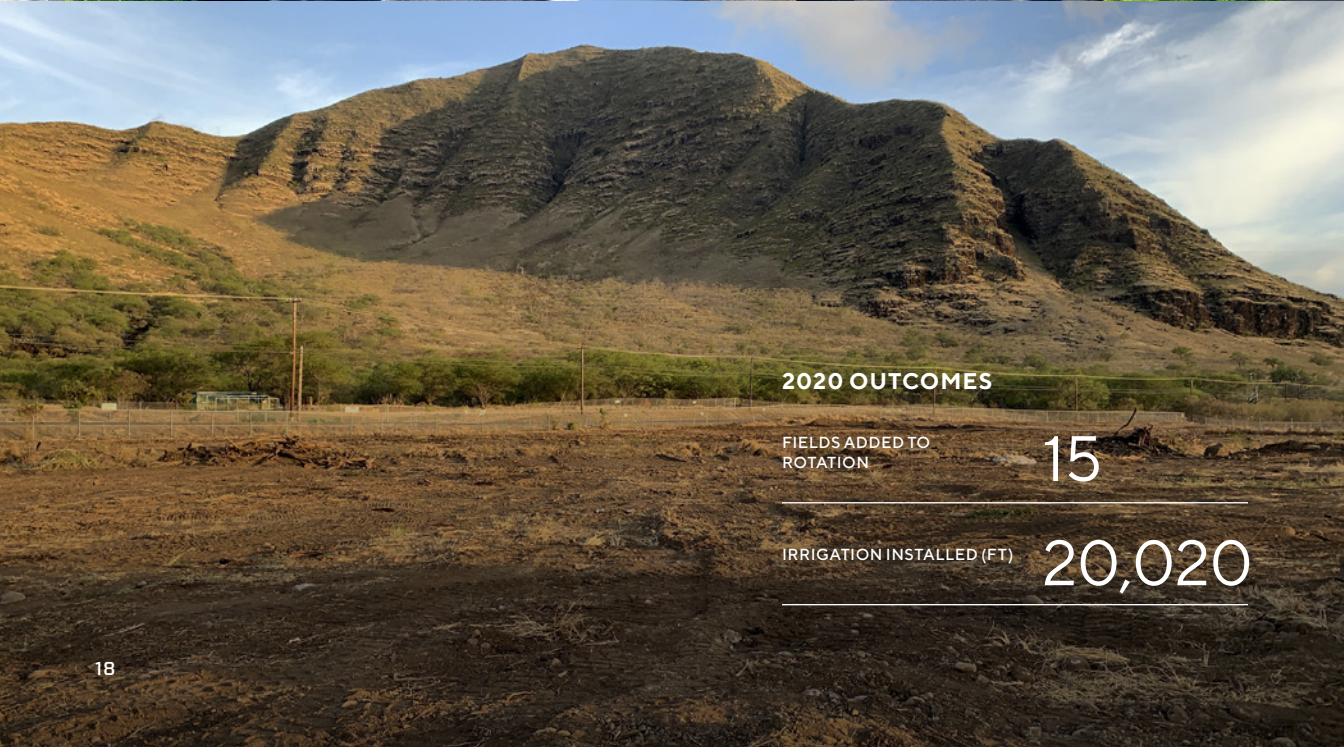 2020 OUTCOMES
FIELDS ADDED TO
ROTATION
15
IRRIGATION INSTALLED (FT)
20,020
18